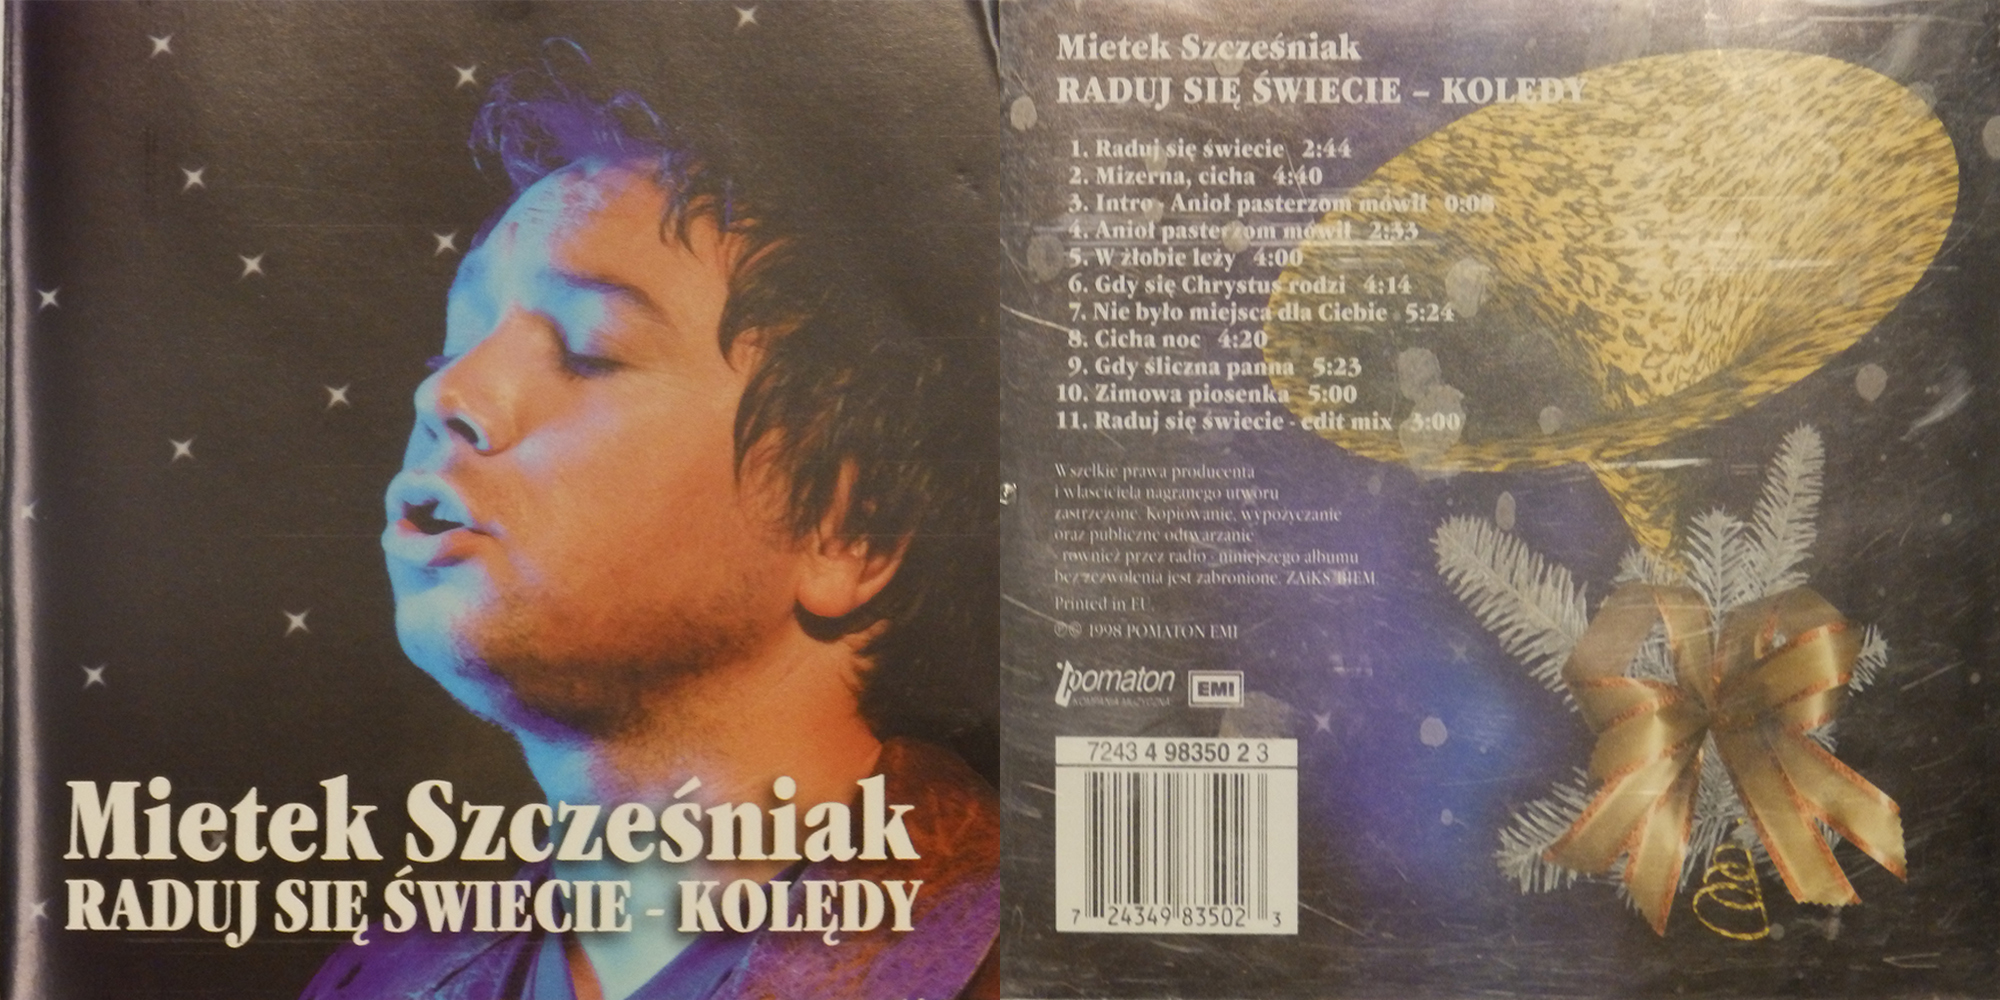 Mietek Szcześniak
RADUJ SIĘ ŚWIECIE - KOLĘDY
Mietek Szcześniak
RADUJ SIĘ ŚWIECIE – KOLĘDY
1. Raduj się świecie 2:44
2. Mizerna, cicha 4:40
3. Intro - Anioł pasterzom mówił 0:08
4. Anioł pasterzom mówił 2:33
5. W żłobie leży 4:00
6. Gdy się Chrystus rodzi 4:14
7. Nie było miejsca dla Ciebie 5:24
8. Cicha noc 4:20
9. Gdy śliczna panna 5:23
10. Zimowa piosenka 5:00
11. Raduj się świecie - edit mix 3:00
Wszelkie prawa producenta
i właściciela nagranego utworu
zastrzeżone. Kopiowanie, wypożyczanie
oraz publiczne odtwarzanie
- również przez radio - niniejszego albumu
bez zezwolenia jest zabronione. ZAIKS/BIEM
Printed in EU.
℗© 1998 POMATON EMI
pomaton EMI
KOMPANIA MUZYCZNA
7243 4 98350 2 3
7 24349 83502 3